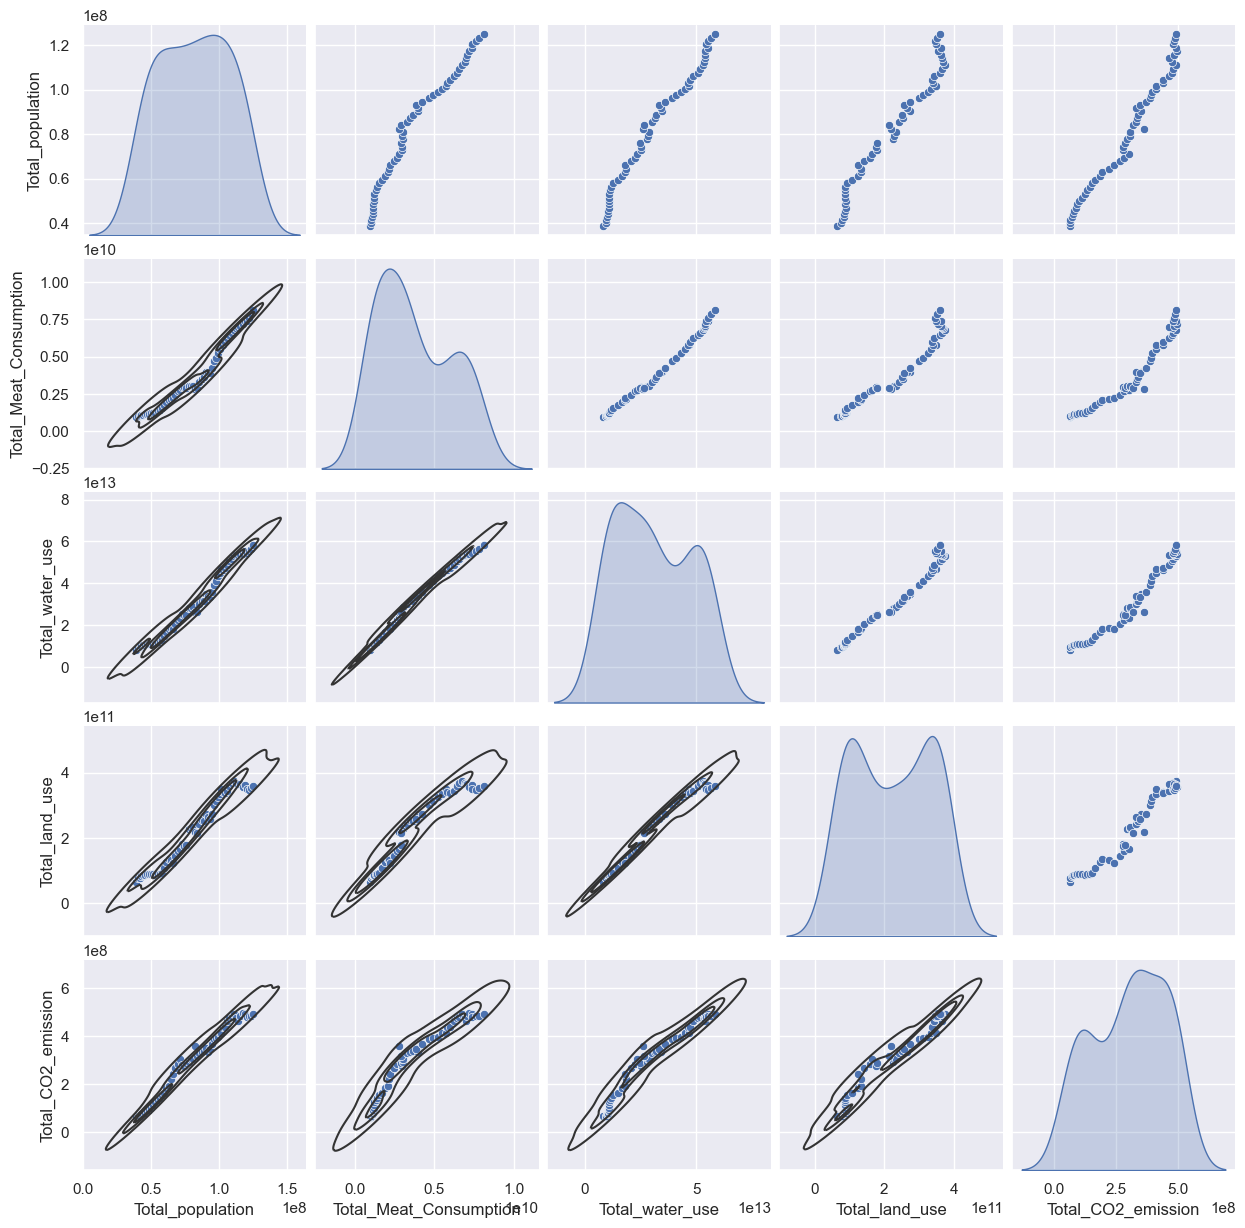 1e8
1.2
1.0
0.8
0.6
0.4
Total_population
1e10
1.00
0.75
0.50
0.25
0.00
−0.25
Total_Meat_Consumption
1e13
8
6
4
2
0
Total_water_use
1e11
4
2
0
Total_land_use
1e8
6
4
2
0
Total_CO2_emission
0.0 0.5 1.0 1.5 0.0 0.5 1.0 0 5 0 2 4 0.0 2.5 5.0
Total_population 1e8 Total_Meat_Consumption 1e10 Total_water_use 1e13 Total_land_use 1e11 Total_CO2_emission 1e8